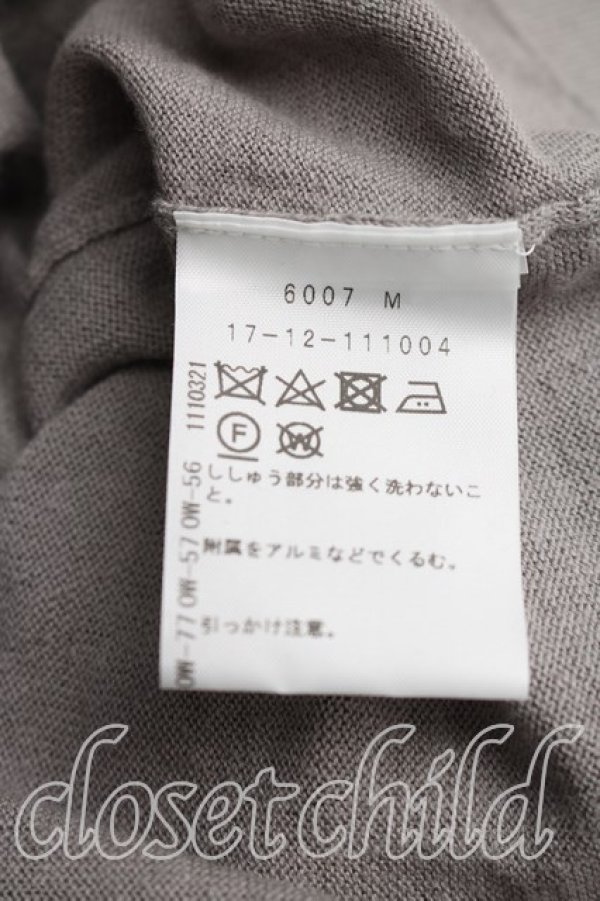 6007 M
17-12-111004
F
W
ししゅう部分は強く洗わないこ
と。
附属をアルミなどでくるむ。
引っかけ注意。
1110321
OW-77 OW-57 OW-56
closetchild